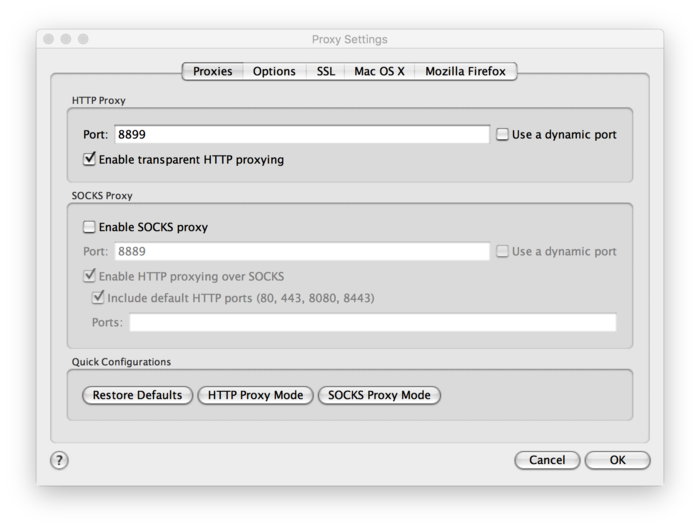 Proxy Settings
Proxies Options SSL Mac OS X Mozilla Firefox
HTTP Proxy
Port: 8899 Use a dynamic port
Enable transparent HTTP proxying
SOCKS Proxy
Enable SOCKS proxy
Port: 8889 Use a dynamic port
Enable HTTP proxying over SOCKS
Include default HTTP ports (80, 443, 8080, 8443)
Ports:
Quick Configurations
Restore Defaults HTTP Proxy Mode SOCKS Proxy Mode
? Cancel OK